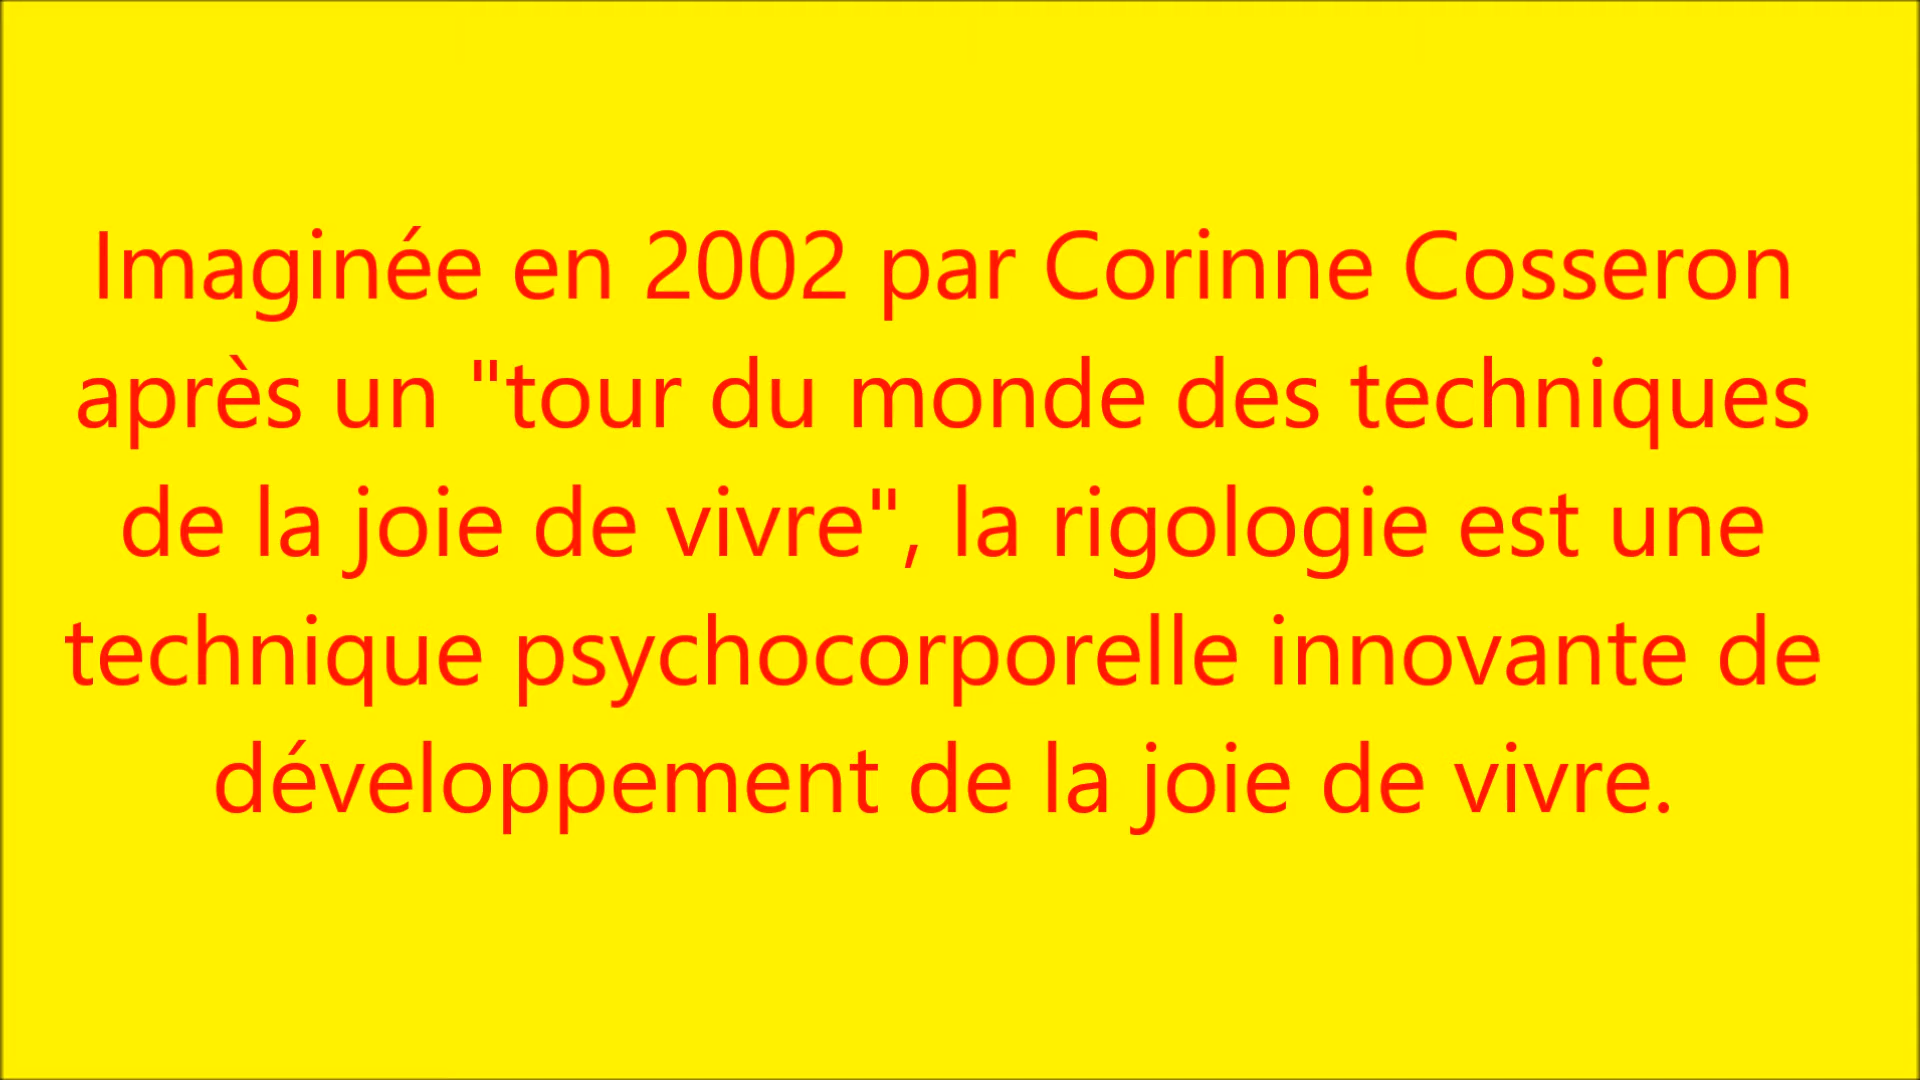 Imaginée en 2002 par Corinne Cosseron
après un "tour du monde des techniques
de la joie de vivre", la rigologie est une
technique psychocorporelle innovante de
développement de la joie de vivre.